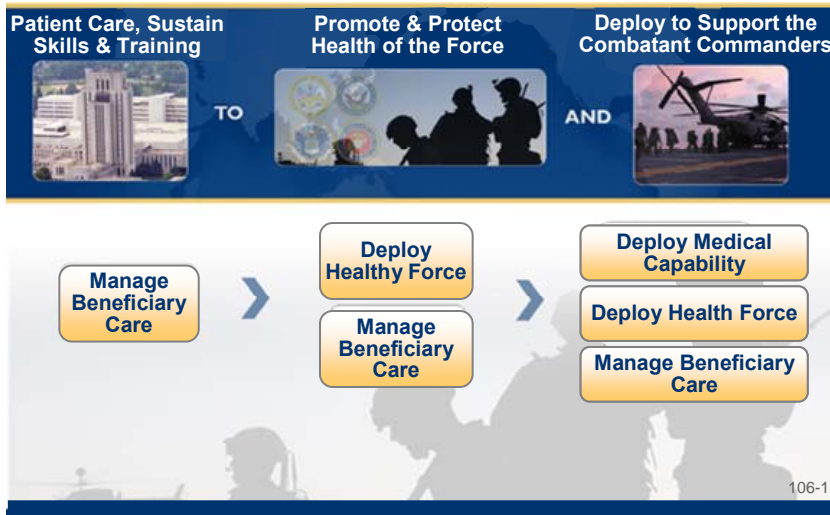 Patient Care, Sustain
Skills & Training
Promote & Protect
Health of the Force
Deploy to Support the
Combatant Commanders
TO
AND
Manage
Beneficiary
Care
Deploy
Healthy Force
Manage
Beneficiary
Care
Deploy Medical
Capability
Deploy Health Force
Manage Beneficiary
Care
106-1